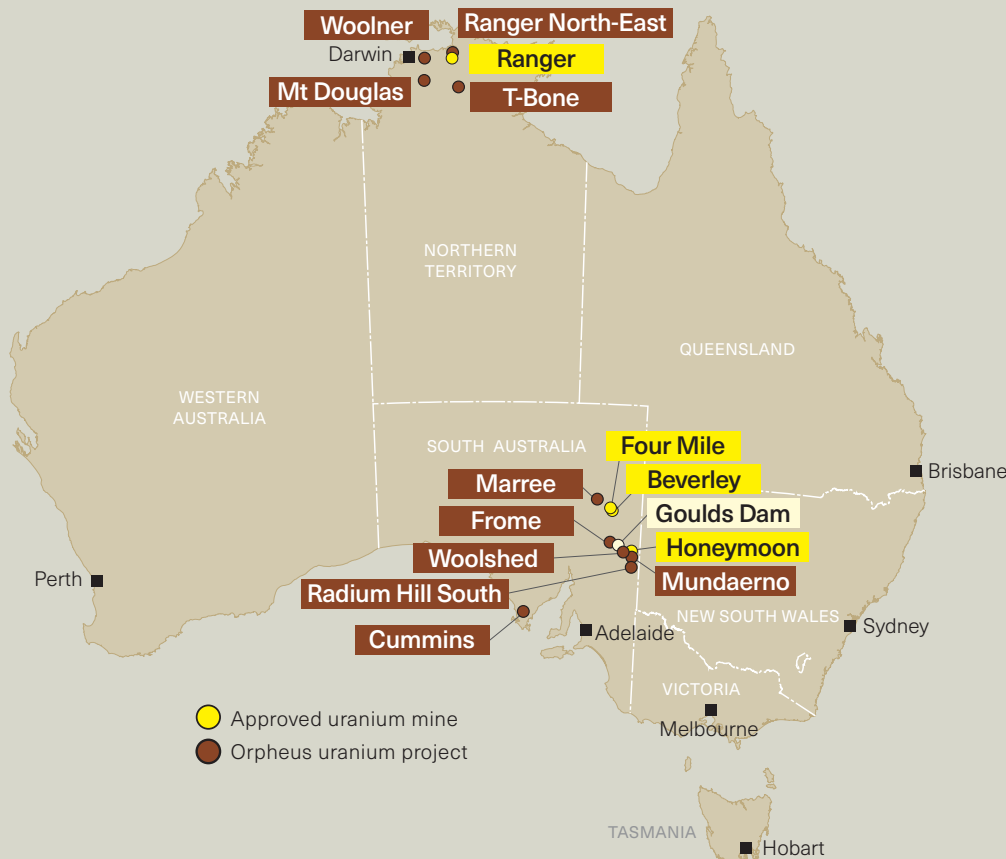 Woolner
Ranger North-East
Darwin
Ranger
Mt Douglas
T-Bone
NORTHERN
TERRITORY
QUEENSLAND
WESTERN
AUSTRALIA
SOUTH AUSTRALIA
Four Mile
Brisbane
Beverley
Marree
Goulds Dam
Frome
Honeymoon
Woolshed
Perth
Mundaerno
Radium Hill South
NEW SOUTH WALES
Sydney
Adelaide
Cummins
VICTORIA
Approved uranium mine
Melbourne
Orpheus uranium project
TASMANIA
Hobart